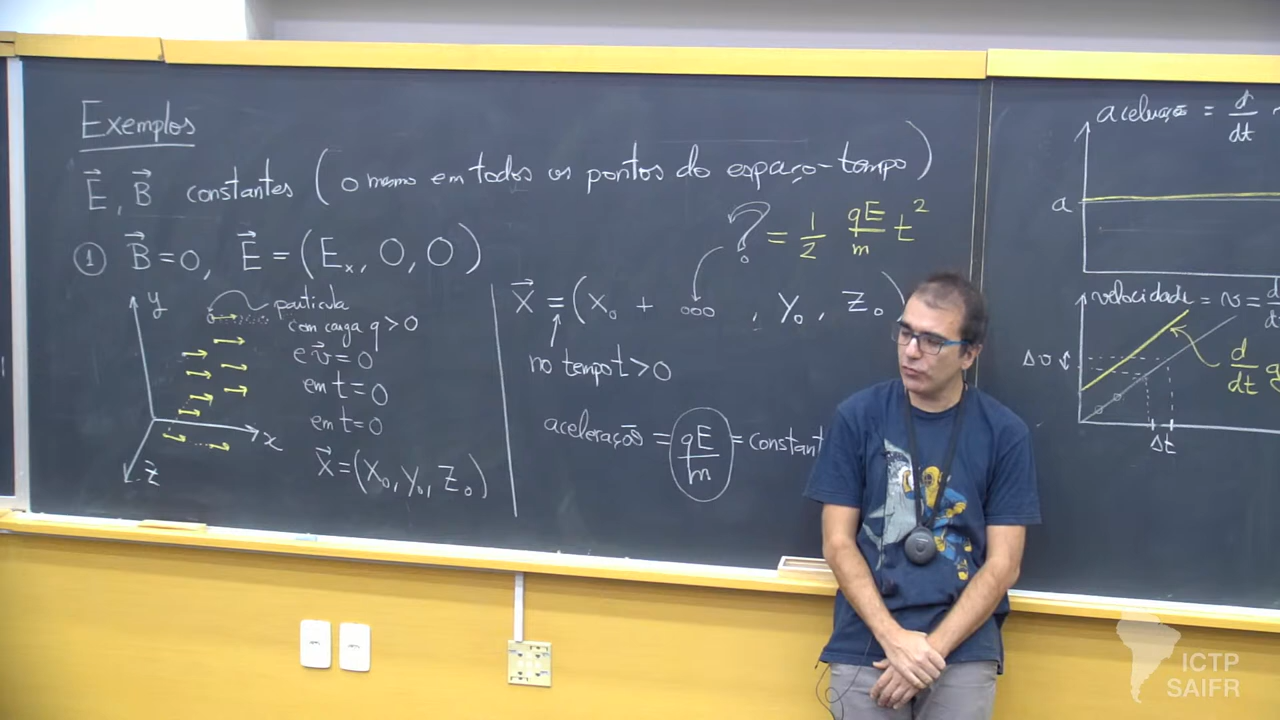 Exemplos
E⃗, B⃗ constantes (o mesmo em todos os pontos do espaço-tempo)
① B⃗ = 0, E⃗ = (Eₓ, 0, 0)
y
x
z
partícula
com carga q > 0
e v⃗ = 0
em t = 0
em t = 0
X⃗ = (X₀, Y₀, Z₀)
? = 1/2 qE/m t²
X⃗ = (X₀ + ooo , Y₀, Z₀)
no tempo t > 0
aceleração = qE/m = constant
aceleração = d/dt
a
velocidade = v = d/dt
Δv
d/dt
Δt
ICTP
SAIFR